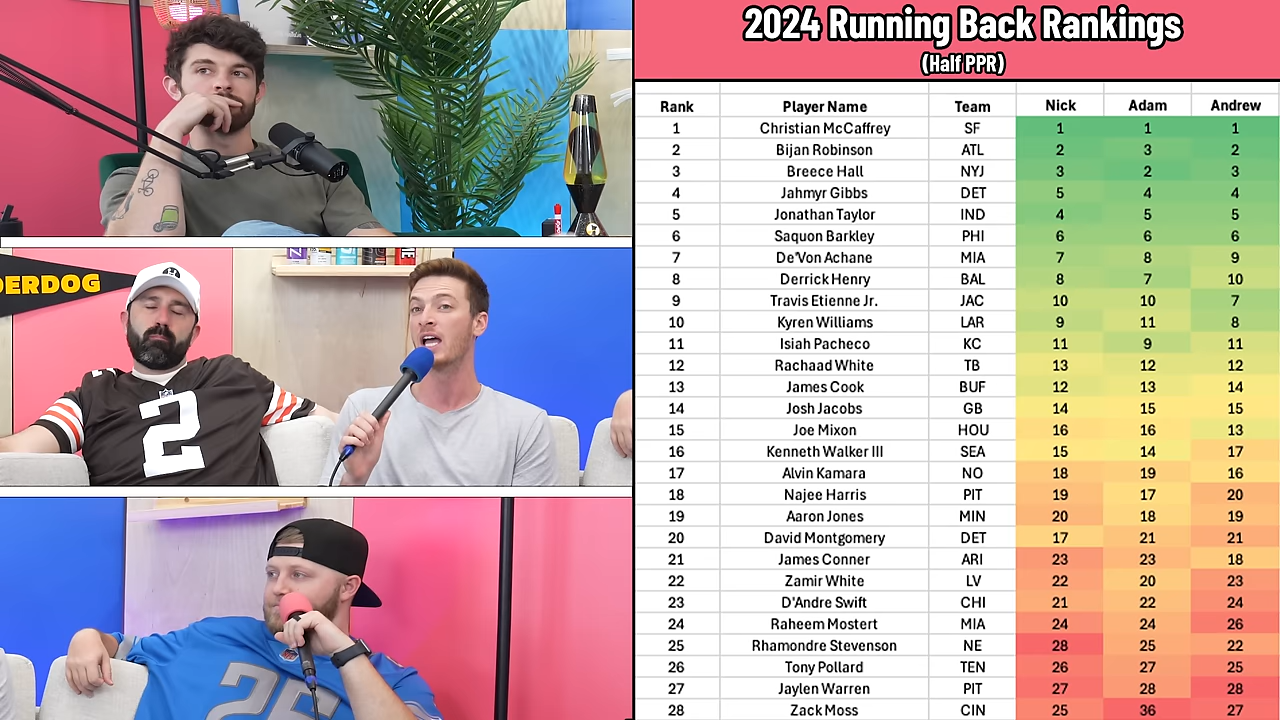 2024 Running Back Rankings
(Half PPR)
Rank Player Name Team Nick Adam Andrew
1 Christian McCaffrey SF 1 1 1
2 Bijan Robinson ATL 2 3 2
3 Breece Hall NYJ 3 2 3
4 Jahmyr Gibbs DET 5 4 4
5 Jonathan Taylor IND 4 5 5
6 Saquon Barkley PHI 6 6 6
7 De'Von Achane MIA 7 8 9
8 Derrick Henry BAL 8 7 10
9 Travis Etienne Jr. JAC 10 10 7
10 Kyren Williams LAR 9 11 8
11 Isiah Pacheco KC 11 9 11
12 Rachaad White TB 13 12 12
13 James Cook BUF 12 13 14
14 Josh Jacobs GB 14 15 15
15 Joe Mixon HOU 16 16 13
16 Kenneth Walker III SEA 15 14 17
17 Alvin Kamara NO 18 19 16
18 Najee Harris PIT 19 17 20
19 Aaron Jones MIN 20 18 19
20 David Montgomery DET 17 21 21
21 James Conner ARI 23 23 18
22 Zamir White LV 22 20 23
23 D'Andre Swift CHI 21 22 24
24 Raheem Mostert MIA 24 24 26
25 Rhamondre Stevenson NE 28 25 22
26 Tony Pollard TEN 26 27 25
27 Jaylen Warren PIT 27 28 28
28 Zack Moss CIN 25 36 27
DERDOG
2